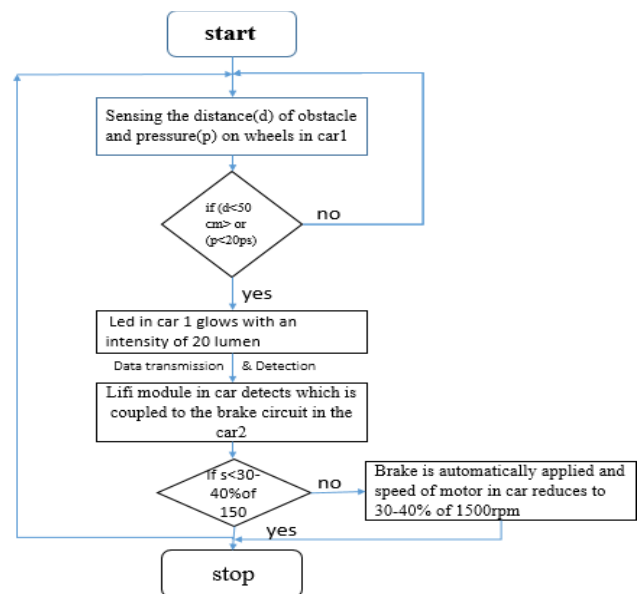 start
Sensing the distance(d) of obstacle
and pressure(p) on wheels in car1
if (d<50
cm> or
(p<20ps)
no
yes
Led in car 1 glows with an
intensity of 20 lumen
Data transmission & Detection
Lifi module in car detects which is
coupled to the brake circuit in the
car2
If s<30-
40%of
150
no
Brake is automatically applied and
speed of motor in car reduces to
30-40% of 1500rpm
yes
stop